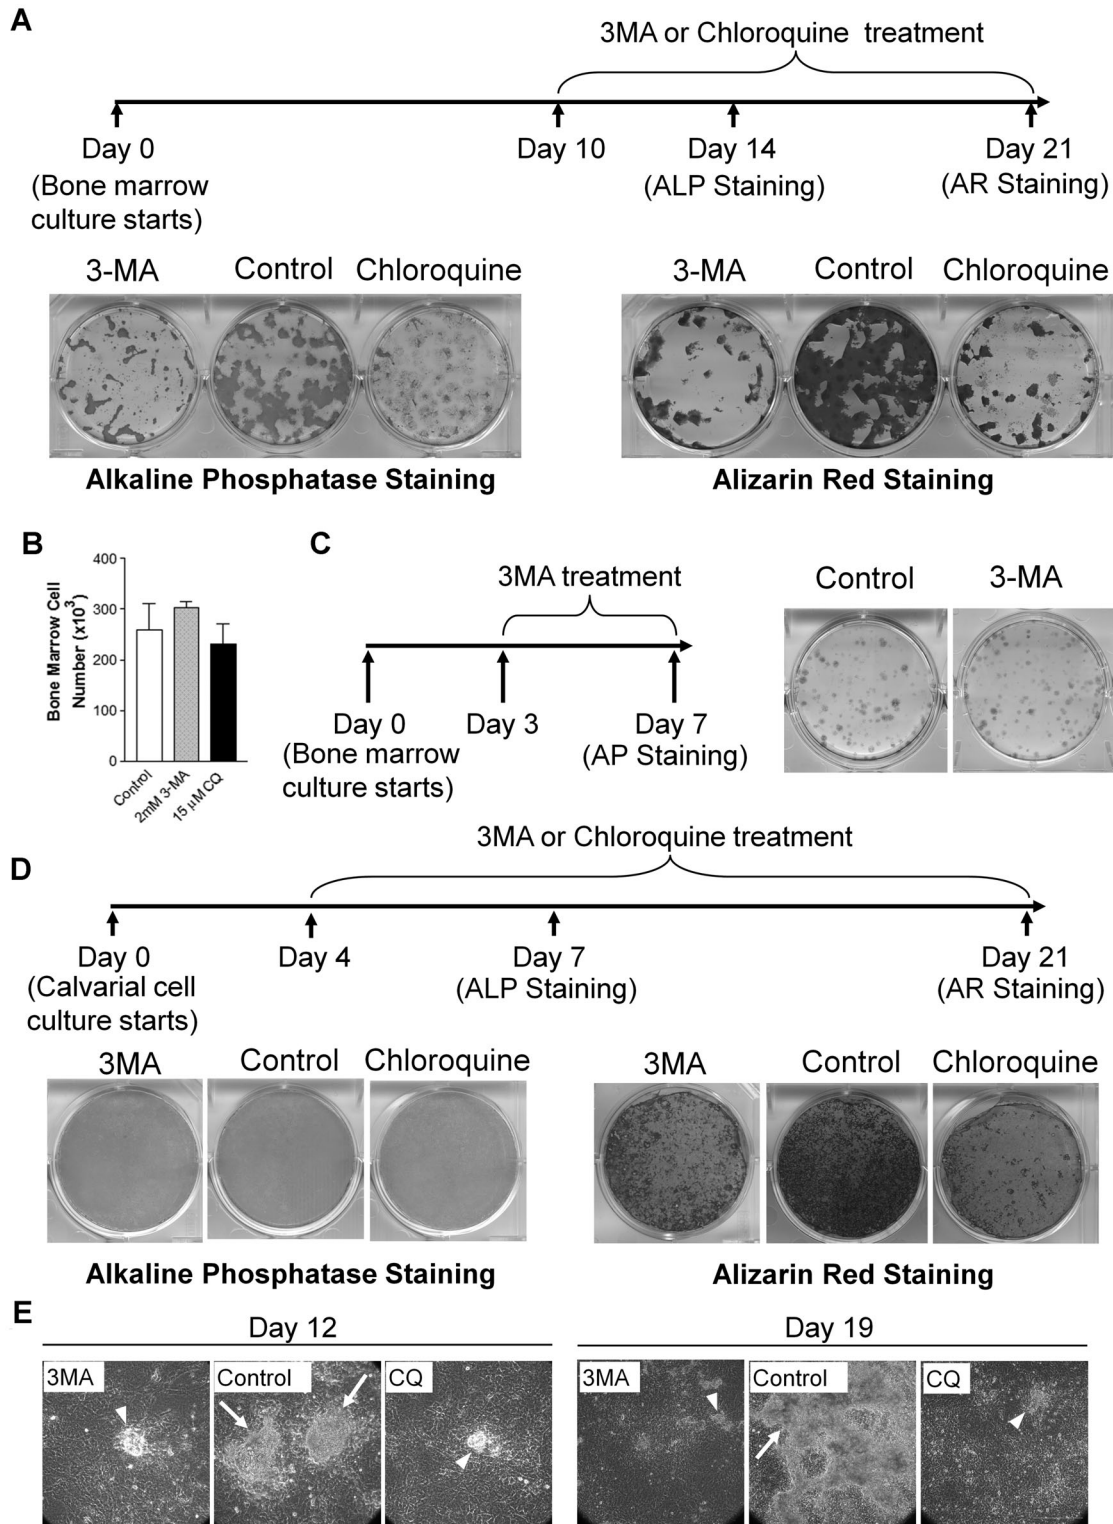 A
3MA or Chloroquine treatment
Day 0
(Bone marrow
culture starts)
Day 10
Day 14
(ALP Staining)
Day 21
(AR Staining)
3-MA
Control
Chloroquine
3-MA
Control
Chloroquine
Alkaline Phosphatase Staining
Alizarin Red Staining
B
Bone Marrow Cell
Number (x10³)
400
300
200
100
0
Control
2mM 3-MA
15 µM CQ
C
3MA treatment
Day 0
(Bone marrow
culture starts)
Day 3
Day 7
(AP Staining)
Control
3-MA
D
3MA or Chloroquine treatment
Day 0
(Calvarial cell
culture starts)
Day 4
Day 7
(ALP Staining)
Day 21
(AR Staining)
3MA
Control
Chloroquine
3MA
Control
Chloroquine
Alkaline Phosphatase Staining
Alizarin Red Staining
E
Day 12
Day 19
3MA
Control
CQ
3MA
Control
CQ